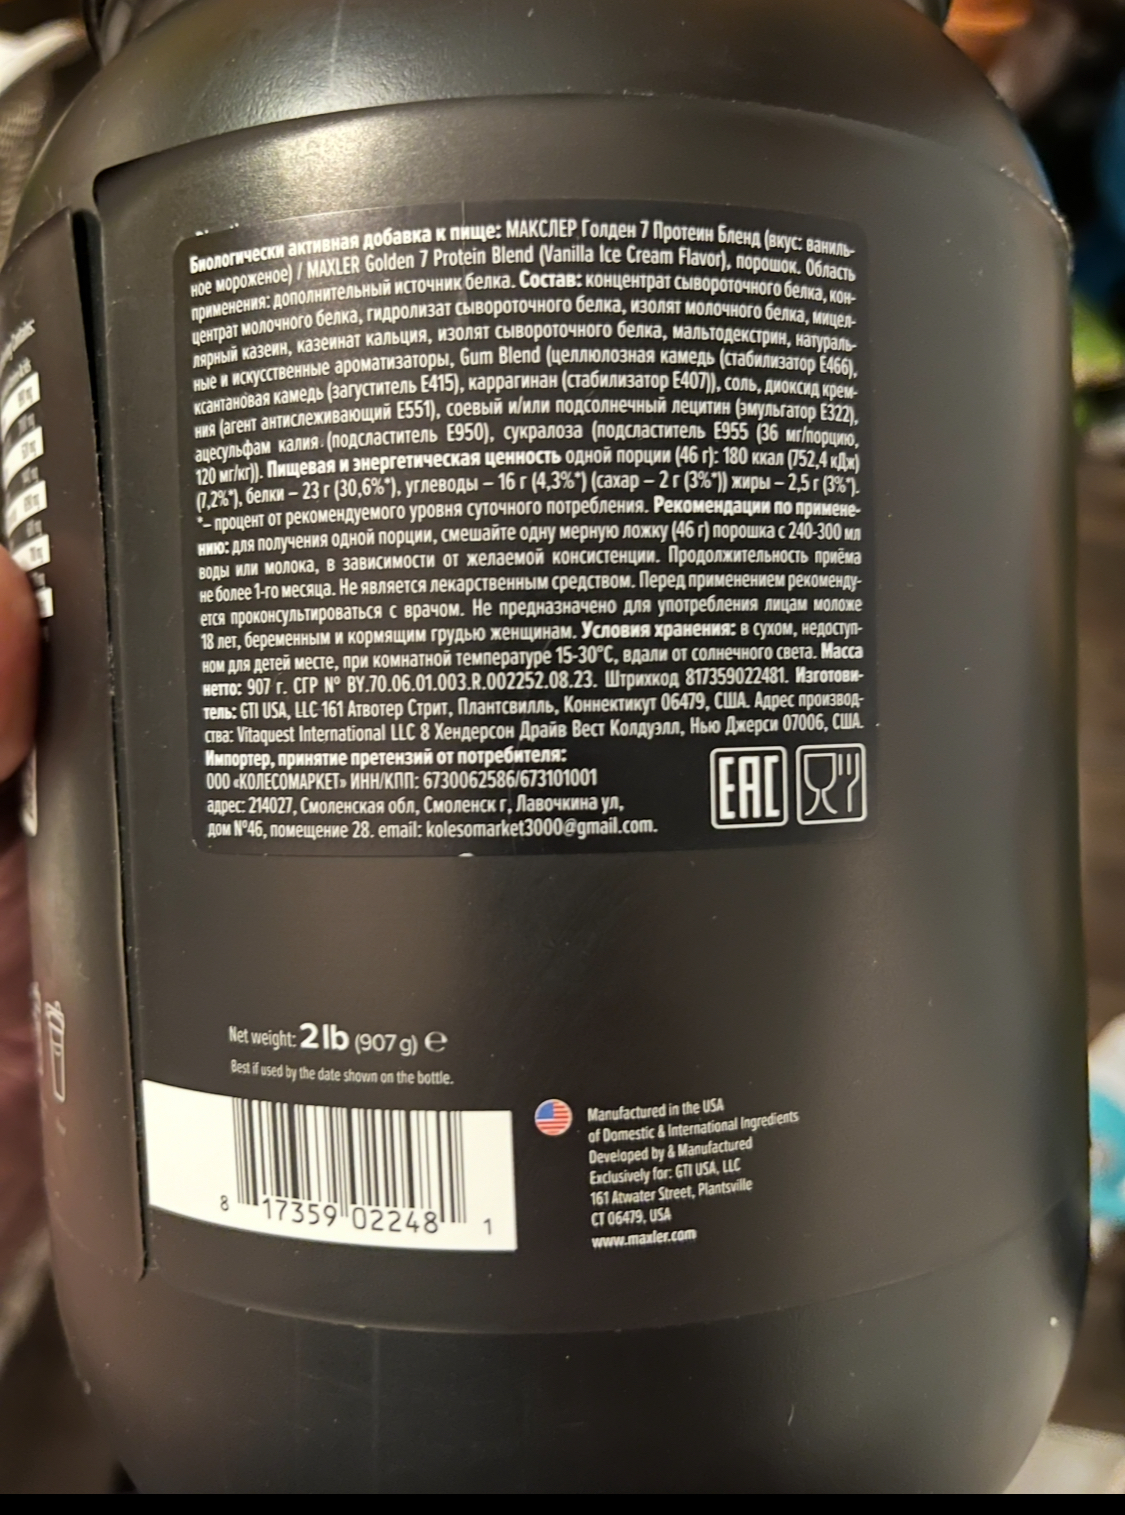 Биологически активная добавка к пище: МАКСЛЕР Голден 7 Протеин Бленд (вкус: ваниль-
ное мороженое) / MAXLER Golden 7 Protein Blend (Vanilla Ice Cream Flavor), порошок. Область
применения: дополнительный источник белка. Состав: концентрат сывороточного белка, кон-
центрат молочного белка, гидролизат сывороточного белка, изолят молочного белка, мицел-
лярный казеин, казеинат кальция, изолят сывороточного белка, мальтодекстрин, натураль-
ные и искусственные ароматизаторы, Gum Blend (целлюлозная камедь (стабилизатор Е466),
ксантановая камедь (загуститель Е415), каррагинан (стабилизатор Е407)), соль, диоксид крем-
ния (агент антислеживающий Е551), соевый и/или подсолнечный лецитин (эмульгатор Е322),
ацесульфам калия (подсластитель Е950), сукралоза (подсластитель Е955 (36 мг/порцию,
120 мг/кг)). Пищевая и энергетическая ценность одной порции (46 г): 180 ккал (752,4 кДж)
(7,2%*), белки – 23 г (30,6%*), углеводы – 16 г (4,3%*) (сахар – 2 г (3%*)) жиры – 2,5 г (3%*).
*– процент от рекомендуемого уровня суточного потребления. Рекомендации по примене-
нию: для получения одной порции, смешайте одну мерную ложку (46 г) порошка с 240-300 мл
воды или молока, в зависимости от желаемой консистенции. Продолжительность приёма
не более 1-го месяца. Не является лекарственным средством. Перед применением рекоменду-
ется проконсультироваться с врачом. Не предназначено для употребления лицам моложе
18 лет, беременным и кормящим грудью женщинам. Условия хранения: в сухом, недоступ-
ном для детей месте, при комнатной температуре 15-30°С, вдали от солнечного света. Масса
нетто: 907 г. СГР № BY.70.06.01.003.R.002252.08.23. Штрихкод 817359022481. Изготови-
тель: GTI USA, LLC 161 Атвотер Стрит, Плантсвилль, Коннектикут 06479, США. Адрес производ-
ства: Vitaquest International LLC 8 Хендерсон Драйв Вест Колдуэлл, Нью Джерси 07006, США.
Импортер, принятие претензий от потребителя:
ООО «КОЛЕСОМАРКЕТ» ИНН/КПП: 6730062586/673101001
адрес: 214027, Смоленская обл, Смоленск г, Лавочкина ул,
дом №46, помещение 28. email: kolesomarket3000@gmail.com.
EAC
Net weight: 2 lb (907 g) ℮
Best if used by the date shown on the bottle.
8 17359 02248 1
Manufactured in the USA
of Domestic & International Ingredients
Developed by & Manufactured
Exclusively for: GTI USA, LLC
161 Atwater Street, Plantsville
CT 06479, USA
www.maxler.com